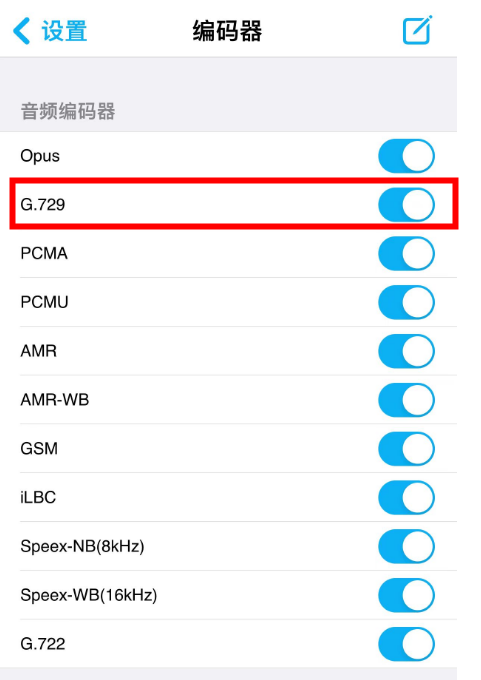 设置
编码器
音频编码器
Opus
G.729
PCMA
PCMU
AMR
AMR-WB
GSM
iLBC
Speex-NB(8kHz)
Speex-WB(16kHz)
G.722